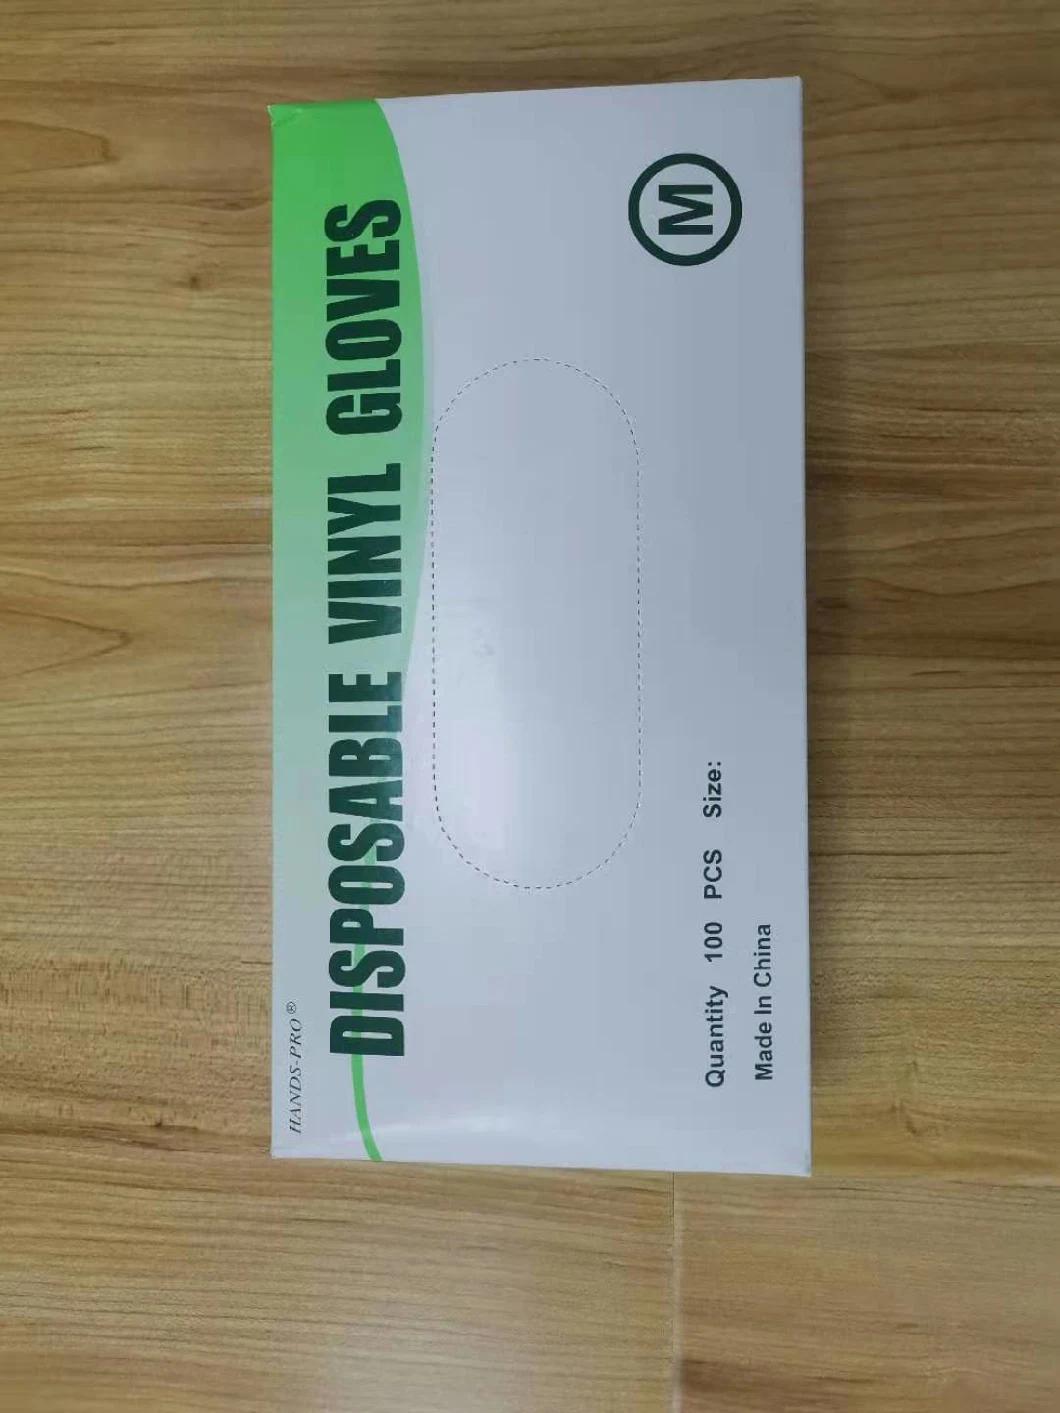 HANDS-PRO®
DISPOSABLE VINYL GLOVES
Quantity 100 PCS Size:
M
Made In China